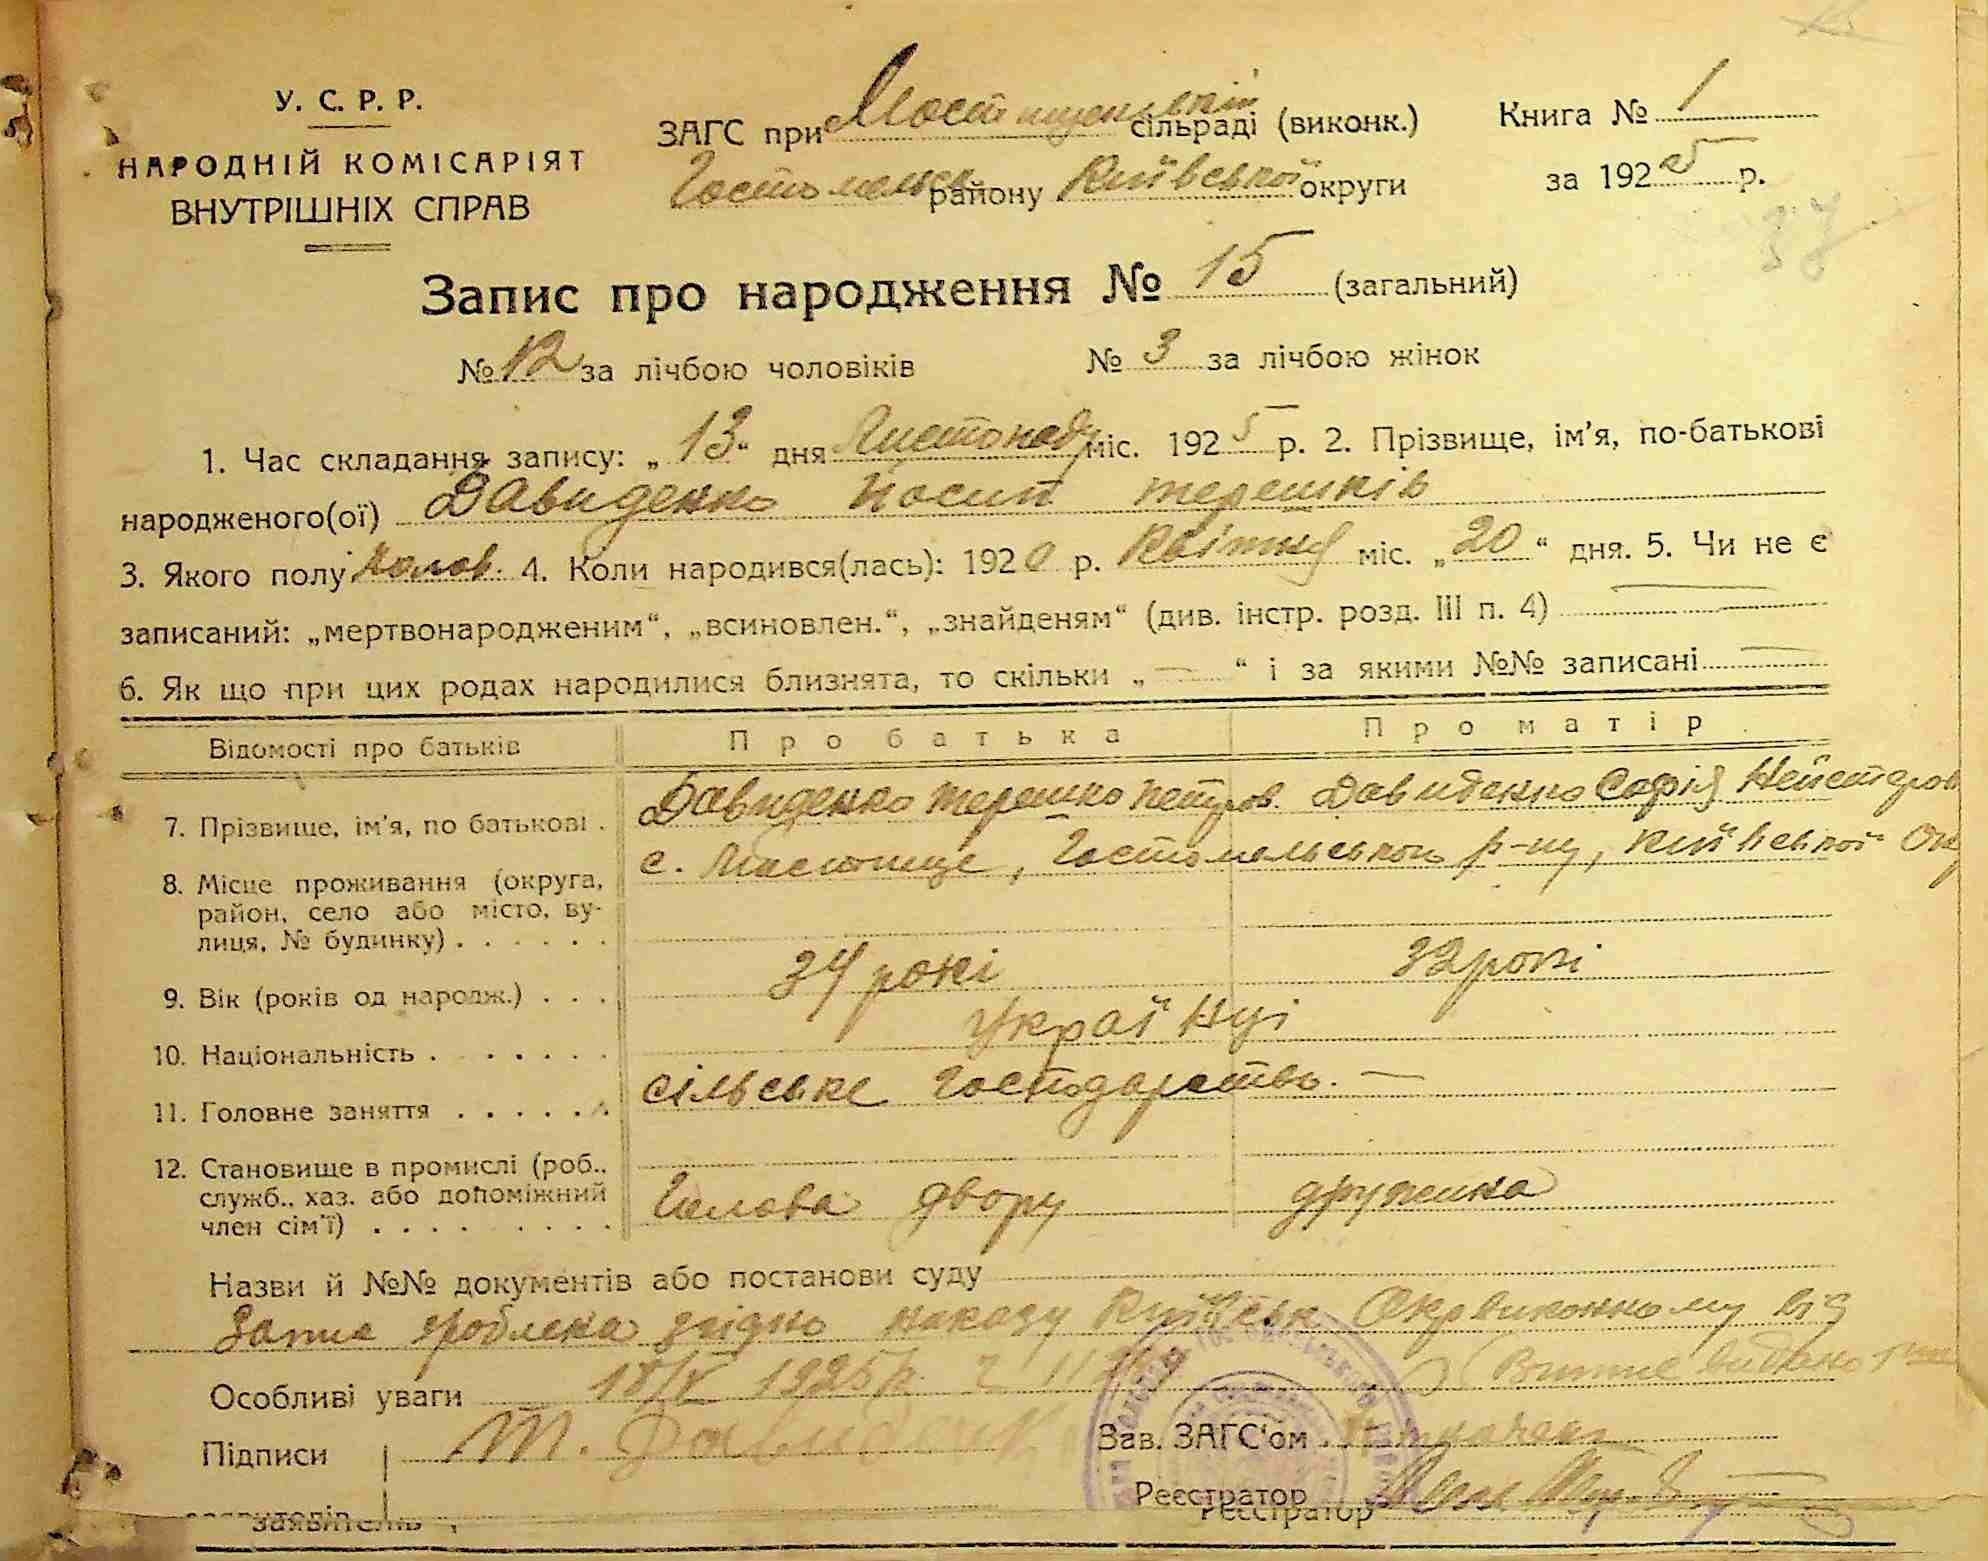 У. С. Р. Р.
НАРОДНІЙ КОМІСАРІЯТ
ВНУТРІШНІХ СПРАВ
ЗАГС при сільраді (виконк.)
Гостомельськ району Київської округи
Книга № 1
за 1925 р.
Запис про народження № 15 (загальний)
№ 12 за лічбою чоловіків № 3 за лічбою жінок
1. Час складання запису: „13“ дня Листопаду міс. 1925 р. 2. Прізвище, ім’я, по-батькові
народженого(ої) Давиденко Йосип терешків
3. Якого полу чолов. 4. Коли народився(лась): 1920 р. Квітня міс. „20“ дня. 5. Чи не є
записаний: „мертвонародженим“, „всиновлен.“, „знайденям“ (див. інстр. розд. III п. 4) —
6. Як що при цих родах народилися близнята, то скільки „—“ і за якими №№ записані —
Відомості про батьків Про батька Про матір
7. Прізвище, ім’я, по батькові . Давиденко терешко петров. Давиденко Софія Нейстеров
8. Місце проживання (округа, район, село або місто, вулиця, № будинку) . . . . . . с. Мостище, Гостомельського р-ну, Київської Окр
9. Вік (років од народж.) . . . 34 рокі 32 рокі
10. Національність . . . . . . . Українці
11. Головне заняття . . . . . . сільське господарство. —
12. Становище в промислі (роб., служб., хаз. або допоміжний член сім’ї) . . . . . . . . . Голова двору дружина
Назви й №№ документів або постанови суду
Запис зроблена згідно наказу Київськ Окрвиконкому від
Особливі уваги 1925 р.
Підписи Т. Давиденк Зав. ЗАГС‘ом
Реєстратор
заявителів Реєстратор